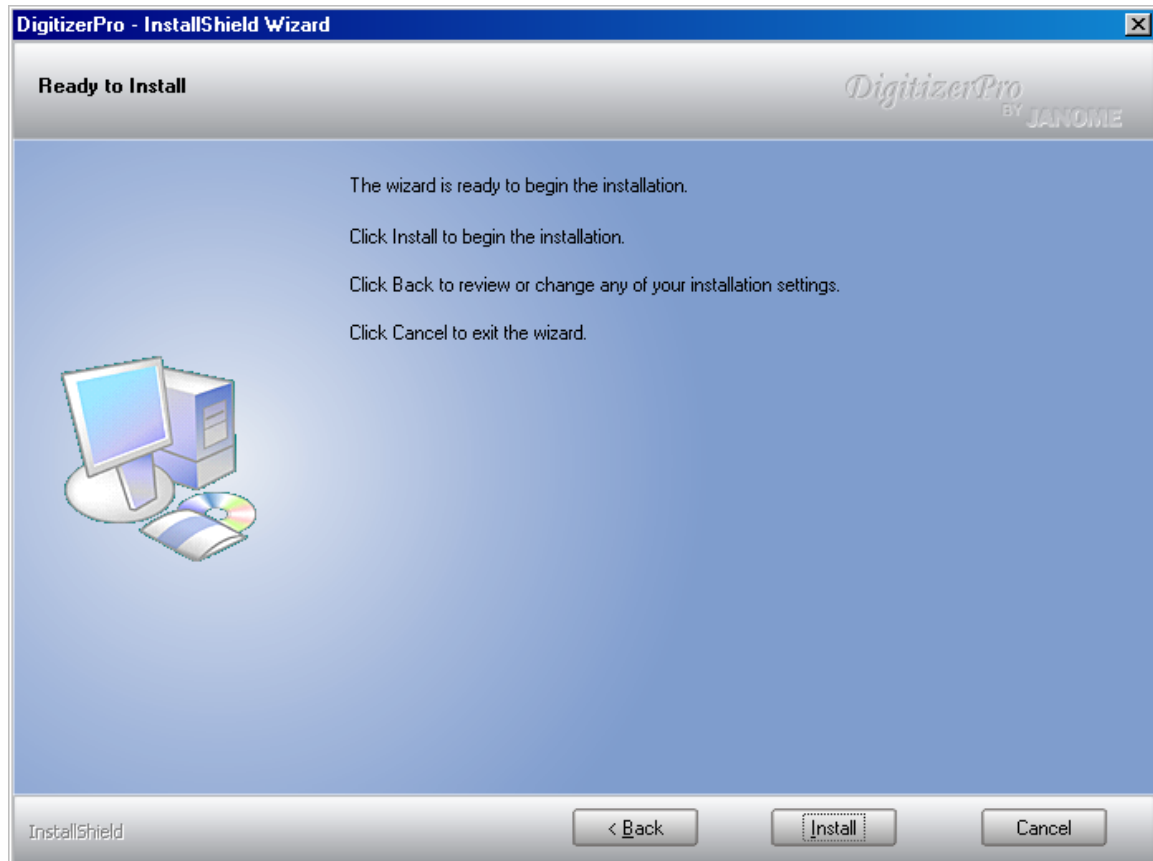 DigitizerPro - InstallShield Wizard
Ready to Install
DigitizerPro
BY JANOME
The wizard is ready to begin the installation.
Click Install to begin the installation.
Click Back to review or change any of your installation settings.
Click Cancel to exit the wizard.
InstallShield
< Back
Install
Cancel